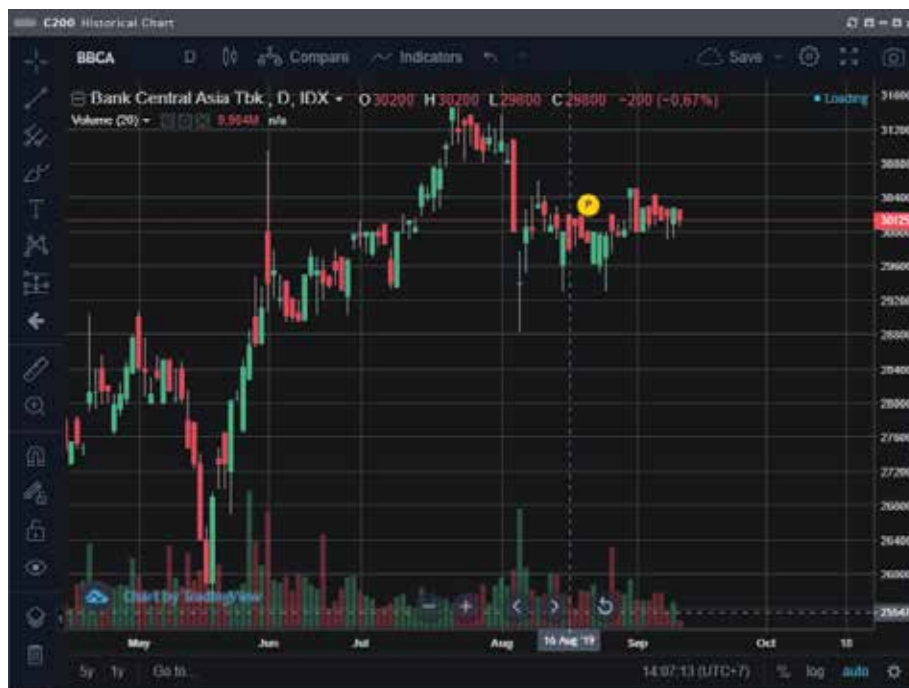 C200 Historical Chart
BBCA D Compare Indicators Save
Bank Central Asia Tbk , D, IDX O30200 H30200 L29800 C29800 −200 (−0,67%) Loading
Volume (20) 9,904M n/a
31600
31200
30800
30400
30125
30000
29600
29200
28800
28400
28000
27600
27200
26800
26400
26000
P
Chart by TradingView
May Jun Jul Aug 16 Aug '19 Sep Oct
5y 1y Go to... 14:07:13 (UTC+7) % log auto